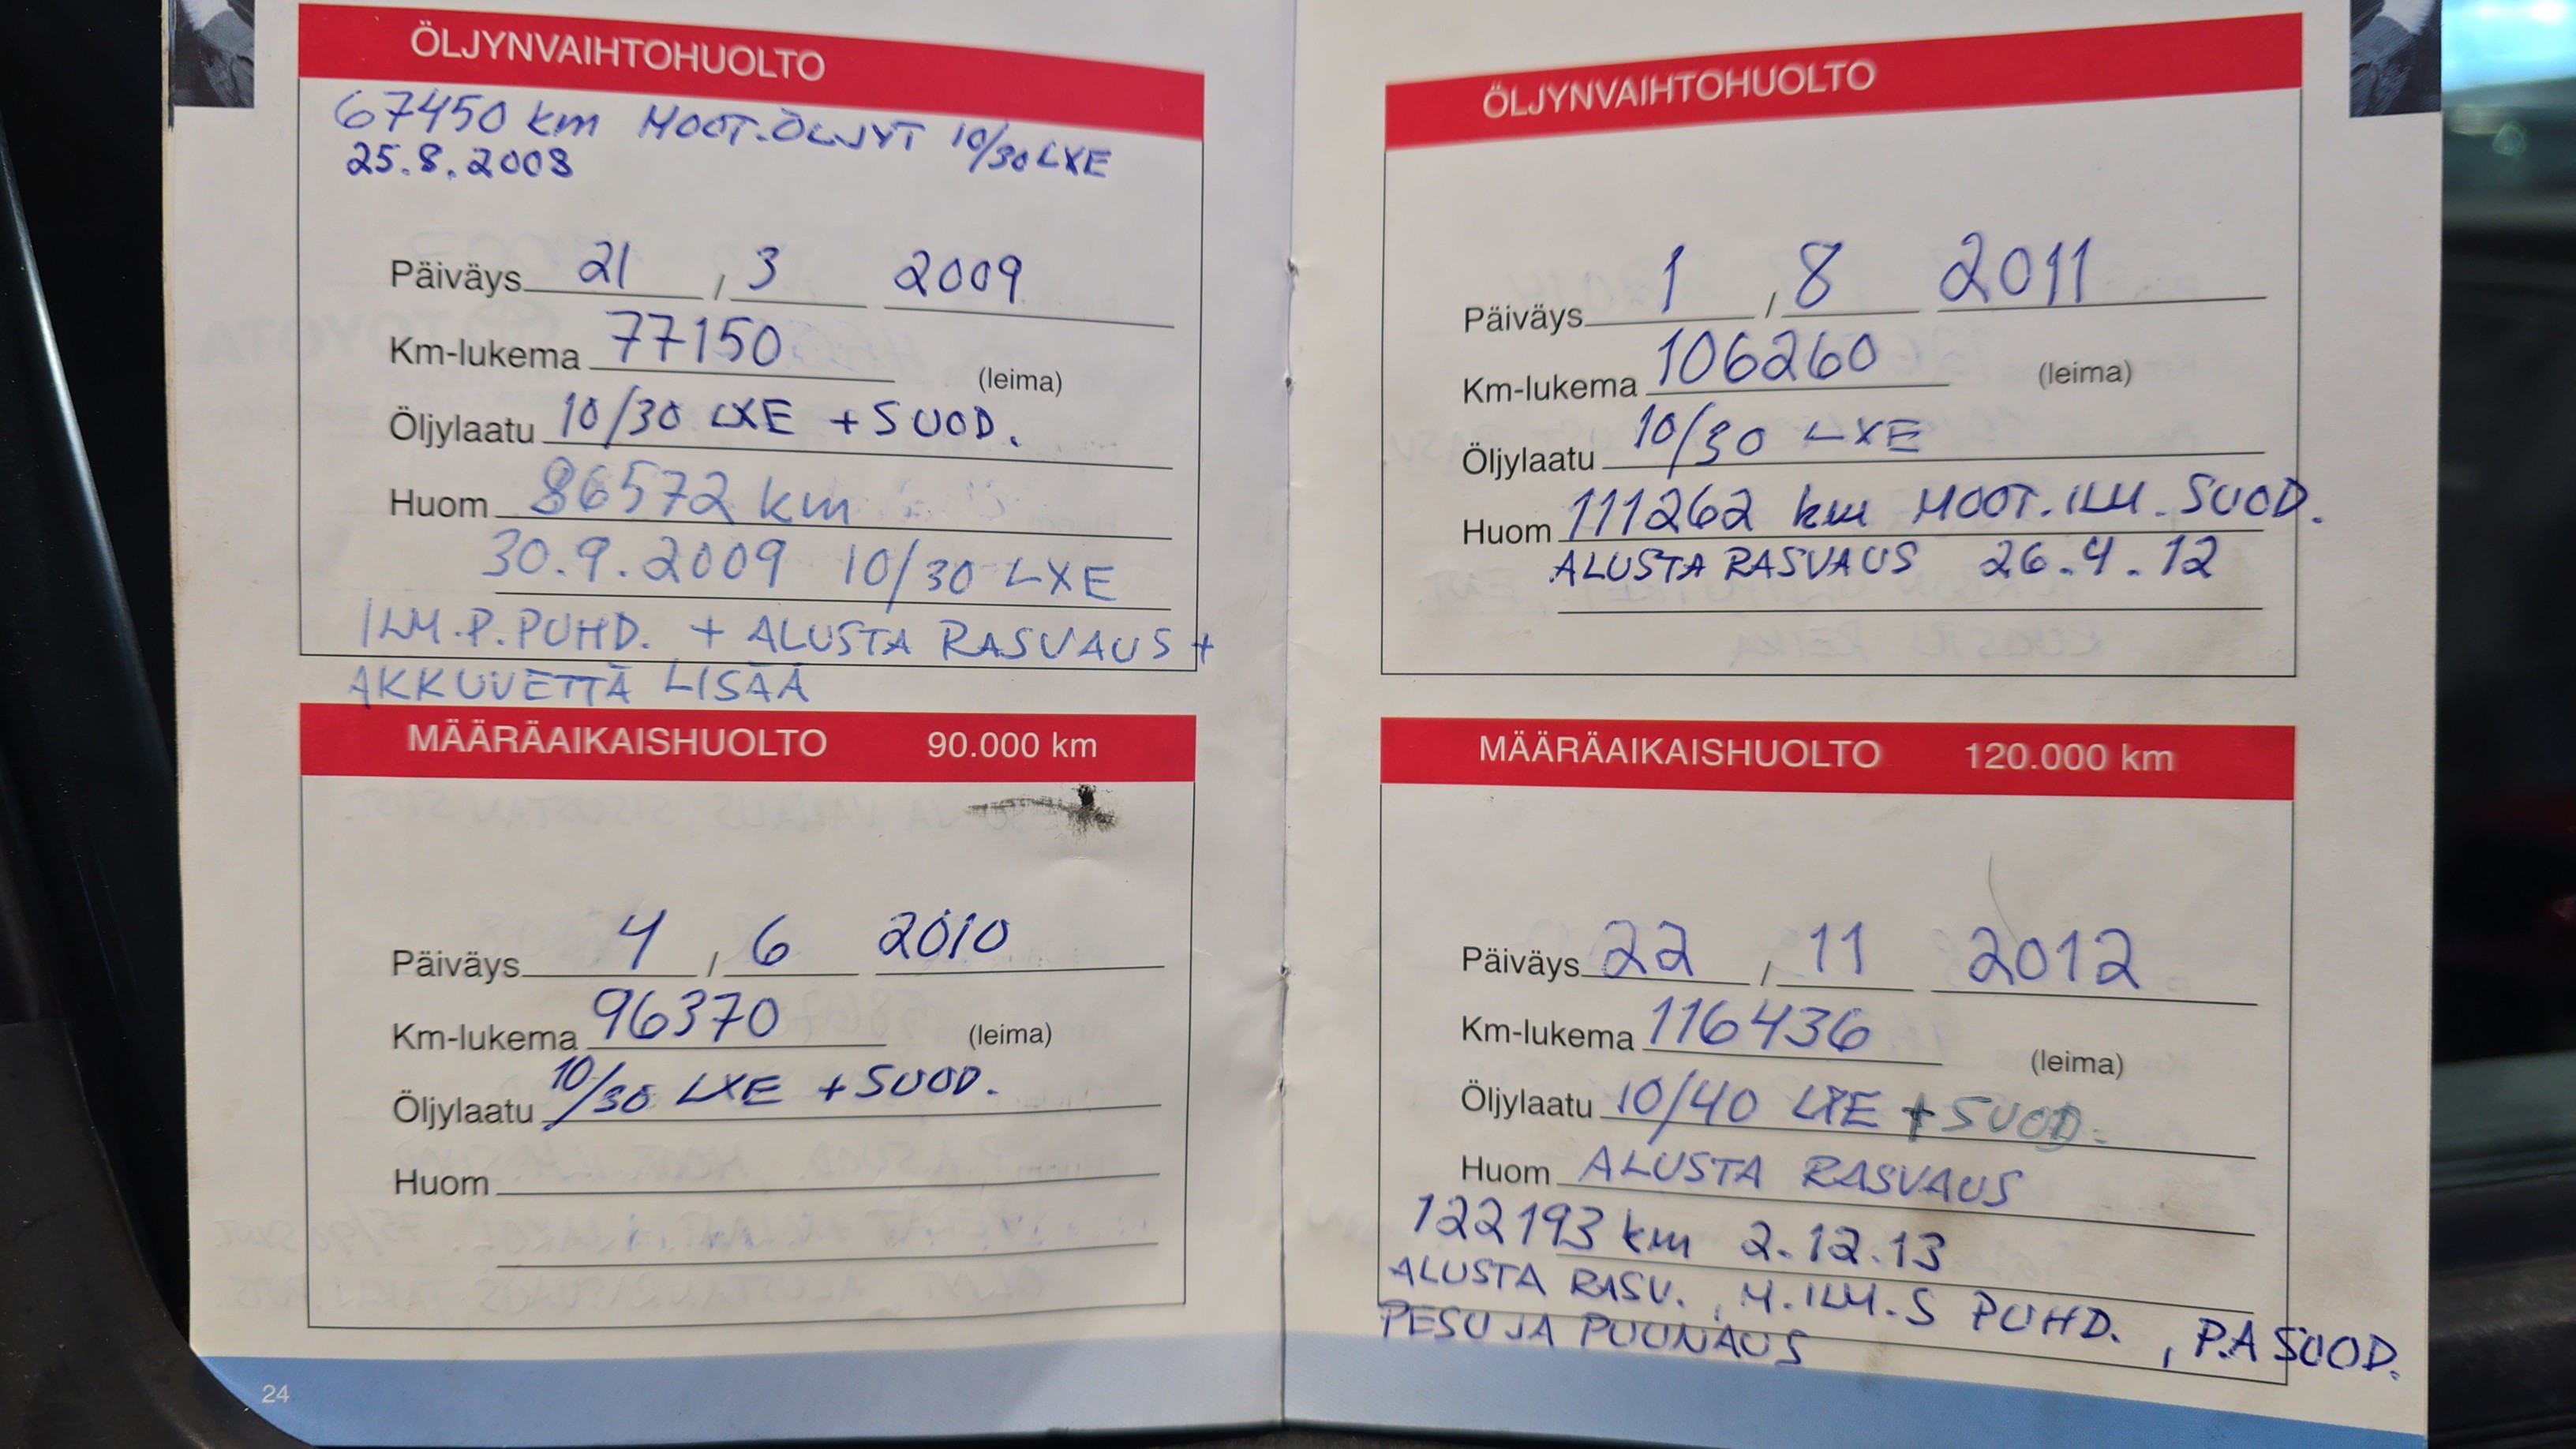 ÖLJYNVAIHTOHUOLTO
67450 km MOOT.ÖLJYT 10/30 LXE
25.8.2008
Päiväys 21 / 3 2009
Km-lukema 77150
(leima)
Öljylaatu 10/30 LXE + SUOD.
Huom 86572 km
30.9.2009 10/30 LXE
ILM.P.PUHD. + ALUSTA RASVAUS +
AKKUVETTÄ LISÄÄ
MÄÄRÄAIKAISHUOLTO 90.000 km
Päiväys 4 / 6 2010
Km-lukema 96370
(leima)
Öljylaatu 10/30 LXE + SUOD.
Huom
24
ÖLJYNVAIHTOHUOLTO
Päiväys 1 / 8 2011
Km-lukema 106260
(leima)
Öljylaatu 10/30 LXE
Huom 111262 km MOOT.ILM.SUOD.
ALUSTA RASVAUS 26.4.12
MÄÄRÄAIKAISHUOLTO 120.000 km
Päiväys 22 / 11 2012
Km-lukema 116436
(leima)
Öljylaatu 10/40 LXE + SUOD.
Huom ALUSTA RASVAUS
122193 km 2.12.13
ALUSTA RASV. , M.ILM.S PUHD. , P.A SUOD.
PESU JA PUUNAUS